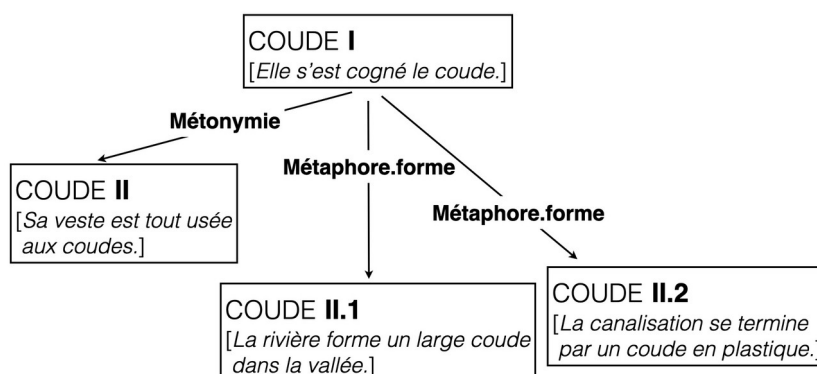 COUDE I
[Elle s'est cogné le coude.]
Métonymie
Métaphore.forme
Métaphore.forme
COUDE II
[Sa veste est tout usée
aux coudes.]
COUDE II.1
[La rivière forme un large coude
dans la vallée.]
COUDE II.2
[La canalisation se termine
par un coude en plastique.]